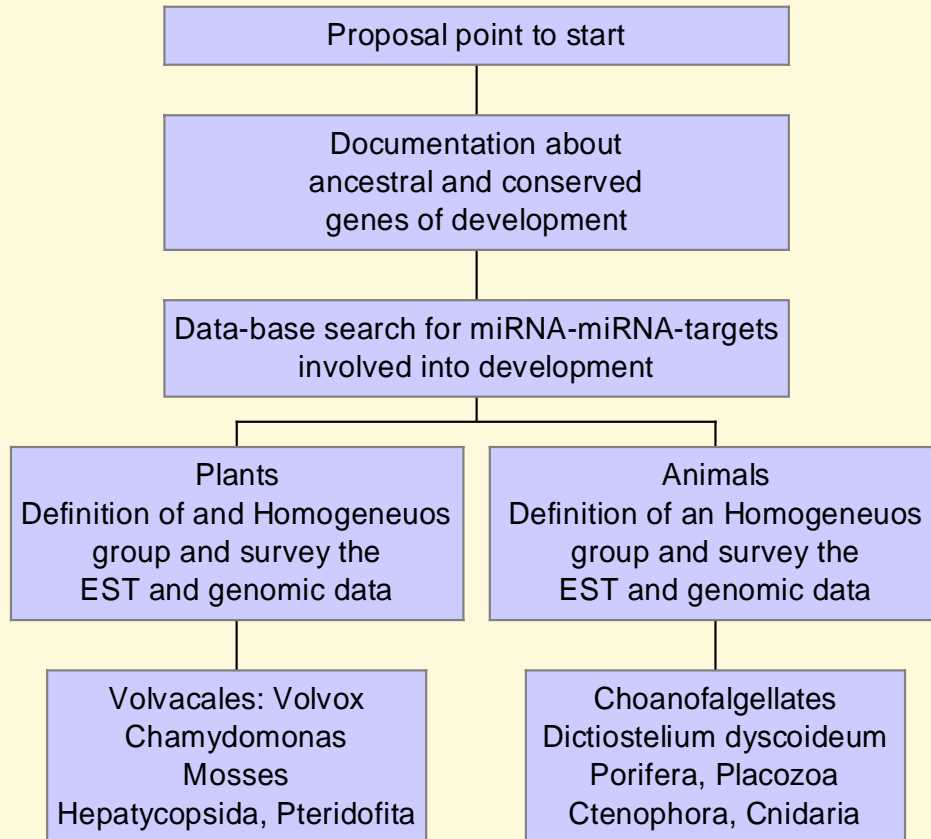 Proposal point to start
Documentation about
ancestral and conserved
genes of development
Data-base search for miRNA-miRNA-targets
involved into development
Plants
Definition of and Homogeneuos
group and survey the
EST and genomic data
Animals
Definition of an Homogeneuos
group and survey the
EST and genomic data
Volvacales: Volvox
Chamydomonas
Mosses
Hepatycopsida, Pteridofita
Choanofalgellates
Dictiostelium dyscoideum
Porifera, Placozoa
Ctenophora, Cnidaria